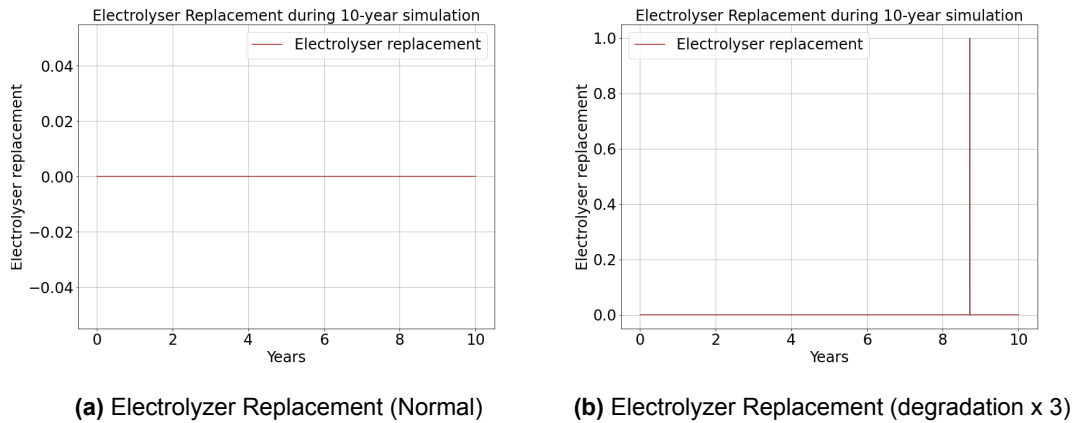 Electrolyser Replacement during 10-year simulation
Electrolyser replacement
0.04
0.02
0.00
−0.02
−0.04
Electrolyser replacement
0 2 4 6 8 10
Years
(a) Electrolyzer Replacement (Normal)
Electrolyser Replacement during 10-year simulation
Electrolyser replacement
1.0
0.8
0.6
0.4
0.2
0.0
Electrolyser replacement
0 2 4 6 8 10
Years
(b) Electrolyzer Replacement (degradation x 3)